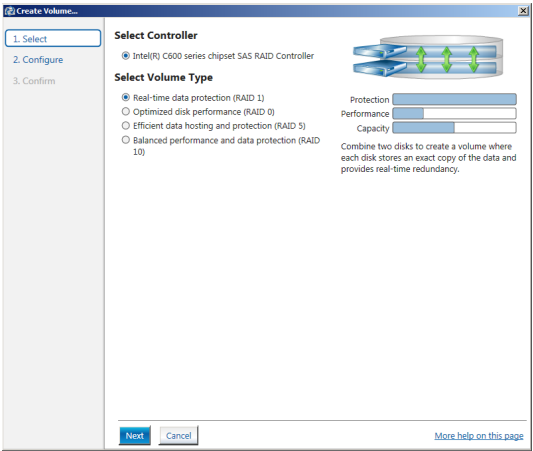 Create Volume...
1. Select
2. Configure
3. Confirm
Select Controller
Intel(R) C600 series chipset SAS RAID Controller
Select Volume Type
Real-time data protection (RAID 1)
Optimized disk performance (RAID 0)
Efficient data hosting and protection (RAID 5)
Balanced performance and data protection (RAID
10)
Protection
Performance
Capacity
Combine two disks to create a volume where
each disk stores an exact copy of the data and
provides real-time redundancy.
Next
Cancel
More help on this page